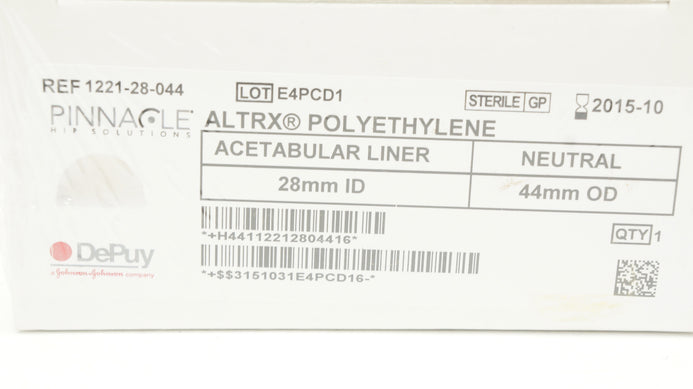 REF 1221-28-044
LOT E4PCD1
STERILE GP
2015-10
PINNACLE
HIP SOLUTIONS
ALTRX® POLYETHYLENE
ACETABULAR LINER
NEUTRAL
28mm ID
44mm OD
*+H44112212804416*
QTY 1
DePuy
a Johnson & Johnson company
*+$$3151031E4PCD16-*